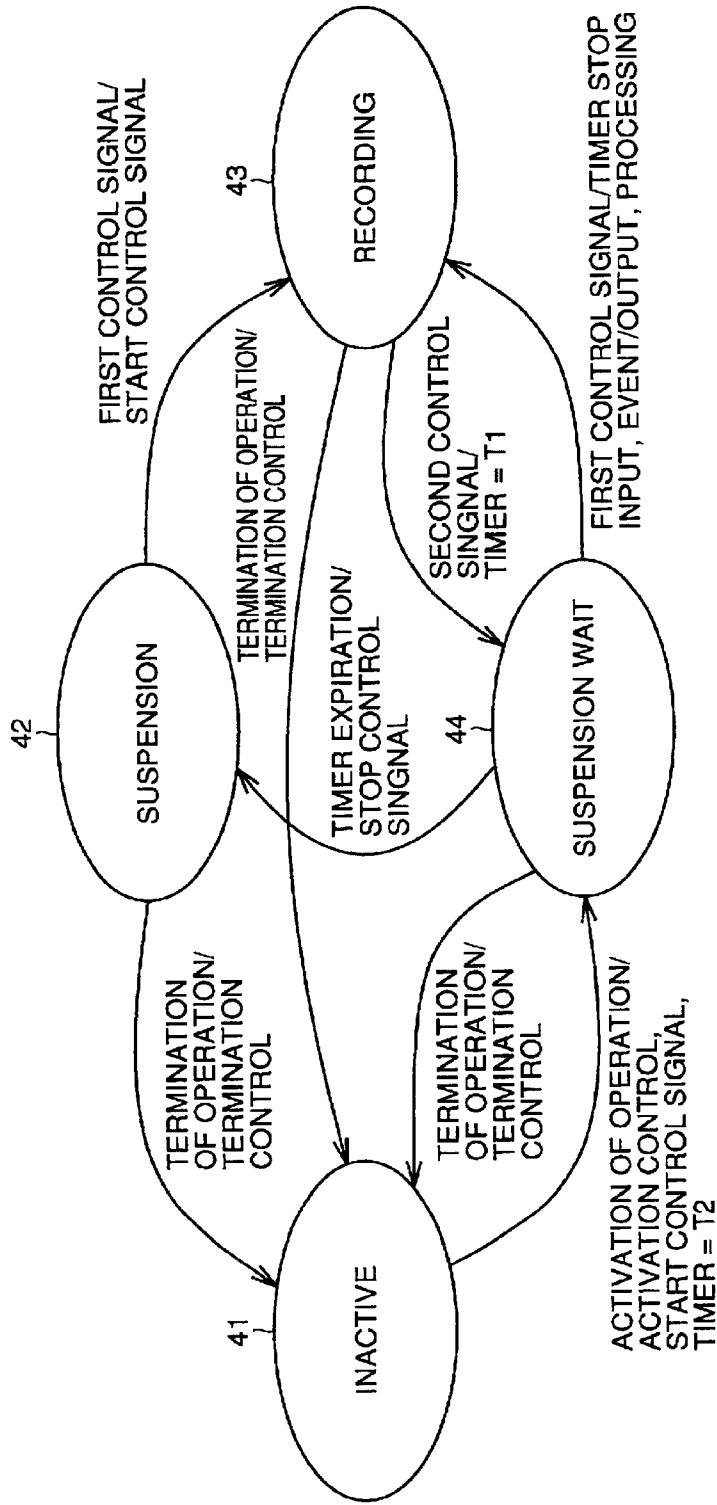 42
SUSPENSION
FIRST CONTROL SIGNAL/
START CONTROL SIGNAL
43
RECORDING
TERMINATION
OF OPERATION/
TERMINATION
CONTROL
TERMINATION OF OPERATION/
TERMINATION CONTROL
TIMER EXPIRATION/
STOP CONTROL
SINGNAL
SECOND CONTROL
SINGNAL/
TIMER = T1
41
INACTIVE
TERMINATION
OF OPERATION/
TERMINATION
CONTROL
44
SUSPENSION WAIT
ACTIVATION OF OPERATION/
ACTIVATION CONTROL,
START CONTROL SIGNAL,
TIMER = T2
FIRST CONTROL SIGNAL/TIMER STOP
INPUT, EVENT/OUTPUT, PROCESSING